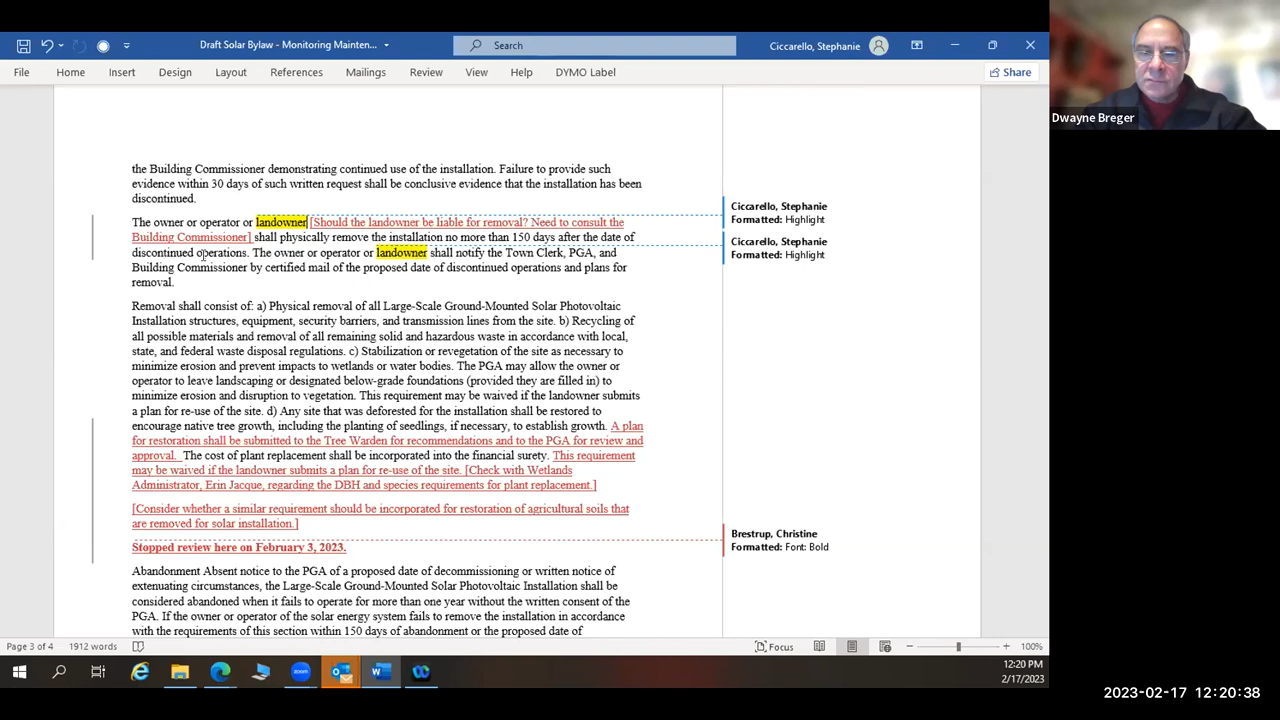 Draft Solar Bylaw - Monitoring Mainten...
Search
Ciccarello, Stephanie
File Home Insert Design Layout References Mailings Review View Help DYMO Label Share
Dwayne Breger
the Building Commissioner demonstrating continued use of the installation. Failure to provide such
evidence within 30 days of such written request shall be conclusive evidence that the installation has been
discontinued.
The owner or operator or landowner [Should the landowner be liable for removal? Need to consult the
Building Commissioner] shall physically remove the installation no more than 150 days after the date of
discontinued operations. The owner or operator or landowner shall notify the Town Clerk, PGA, and
Building Commissioner by certified mail of the proposed date of discontinued operations and plans for
removal.
Ciccarello, Stephanie
Formatted: Highlight
Ciccarello, Stephanie
Formatted: Highlight
Removal shall consist of: a) Physical removal of all Large-Scale Ground-Mounted Solar Photovoltaic
Installation structures, equipment, security barriers, and transmission lines from the site. b) Recycling of
all possible materials and removal of all remaining solid and hazardous waste in accordance with local,
state, and federal waste disposal regulations. c) Stabilization or revegetation of the site as necessary to
minimize erosion and prevent impacts to wetlands or water bodies. The PGA may allow the owner or
operator to leave landscaping or designated below-grade foundations (provided they are filled in) to
minimize erosion and disruption to vegetation. This requirement may be waived if the landowner submits
a plan for re-use of the site. d) Any site that was deforested for the installation shall be restored to
encourage native tree growth, including the planting of seedlings, if necessary, to establish growth. A plan
for restoration shall be submitted to the Tree Warden for recommendations and to the PGA for review and
approval. The cost of plant replacement shall be incorporated into the financial surety. This requirement
may be waived if the landowner submits a plan for re-use of the site. [Check with Wetlands
Administrator, Erin Jacque, regarding the DBH and species requirements for plant replacement.]
[Consider whether a similar requirement should be incorporated for restoration of agricultural soils that
are removed for solar installation.]
Stopped review here on February 3, 2023.
Brestrup, Christine
Formatted: Font: Bold
Abandonment Absent notice to the PGA of a proposed date of decommissioning or written notice of
extenuating circumstances, the Large-Scale Ground-Mounted Solar Photovoltaic Installation shall be
considered abandoned when it fails to operate for more than one year without the written consent of the
PGA. If the owner or operator of the solar energy system fails to remove the installation in accordance
with the requirements of this section within 150 days of abandonment or the proposed date of
Page 3 of 4 1912 words Focus 100%
zoom
12:20 PM
2/17/2023
2023-02-17 12:20:38